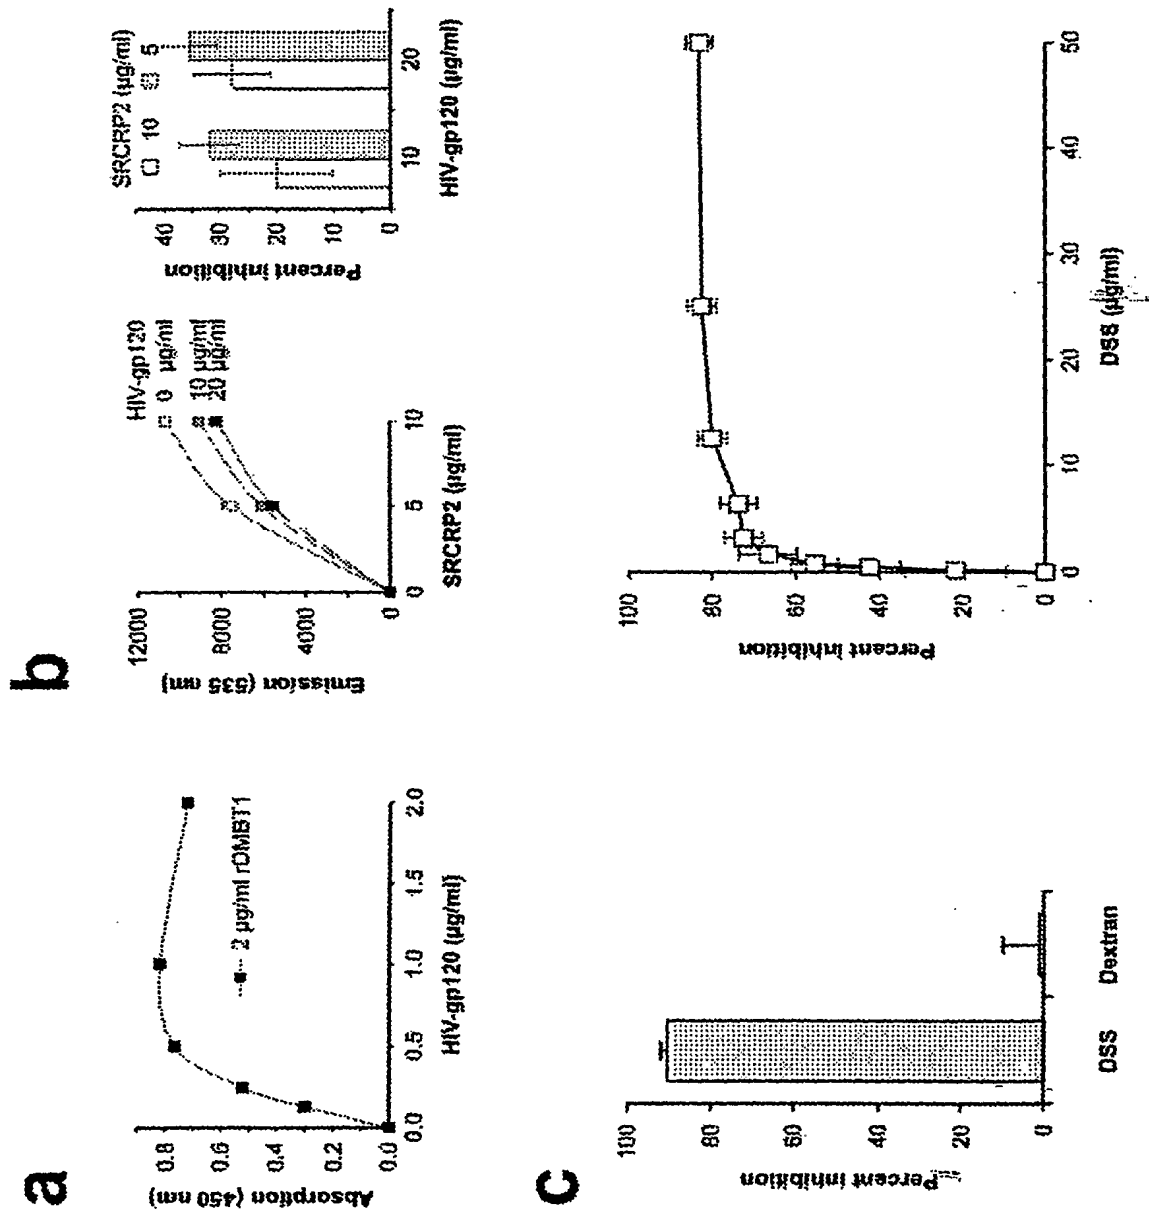 a
0.8
0.6
0.4
0.2
0.0
Absorption (450 nm)
2 µg/ml rDMBT1
0.0 0.5 1.0 1.5 2.0
HIV-gp120 (µg/ml)
b
12000
8000
4000
0
Emission (535 nm)
HIV-gp120
0 µg/ml
10 µg/ml
20 µg/ml
0 5 10
SRCRP2 (µg/ml)
SRCRP2 (µg/ml)
10 5
40
30
20
10
0
Percent inhibition
10 20
HIV-gp120 (µg/ml)
c
100
80
60
40
20
0
Percent inhibition
DSS Dextran
100
80
60
40
20
0
Percent inhibition
0 10 20 30 40 50
DSS (µg/ml)